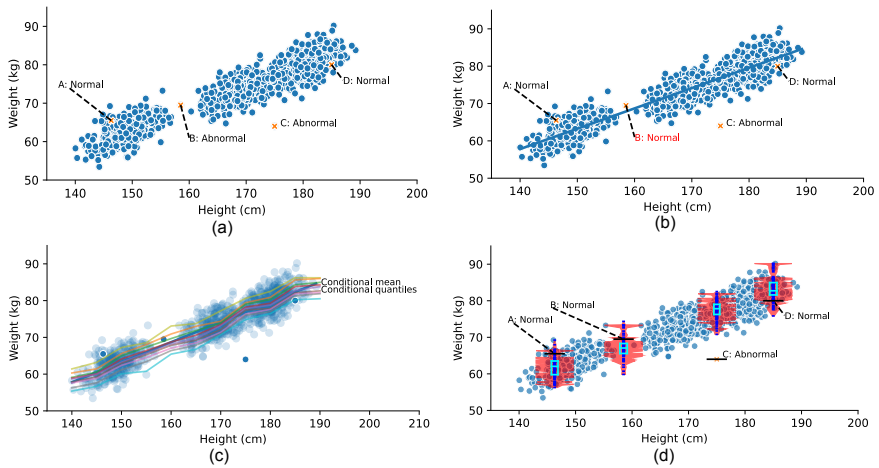 90
80
70
60
50
Weight (kg)
140 150 160 170 180 190 200
Height (cm)
A: Normal
B: Abnormal
C: Abnormal
D: Normal
(a)
90
80
70
60
50
Weight (kg)
140 150 160 170 180 190 200
Height (cm)
A: Normal
B: Normal
C: Abnormal
D: Normal
(b)
90
80
70
60
50
Weight (kg)
140 150 160 170 180 190 200 210
Height (cm)
Conditional mean
Conditional quantiles
(c)
90
80
70
60
50
Weight (kg)
140 150 160 170 180 190 200
Height (cm)
B: Normal
A: Normal
D: Normal
C: Abnormal
(d)